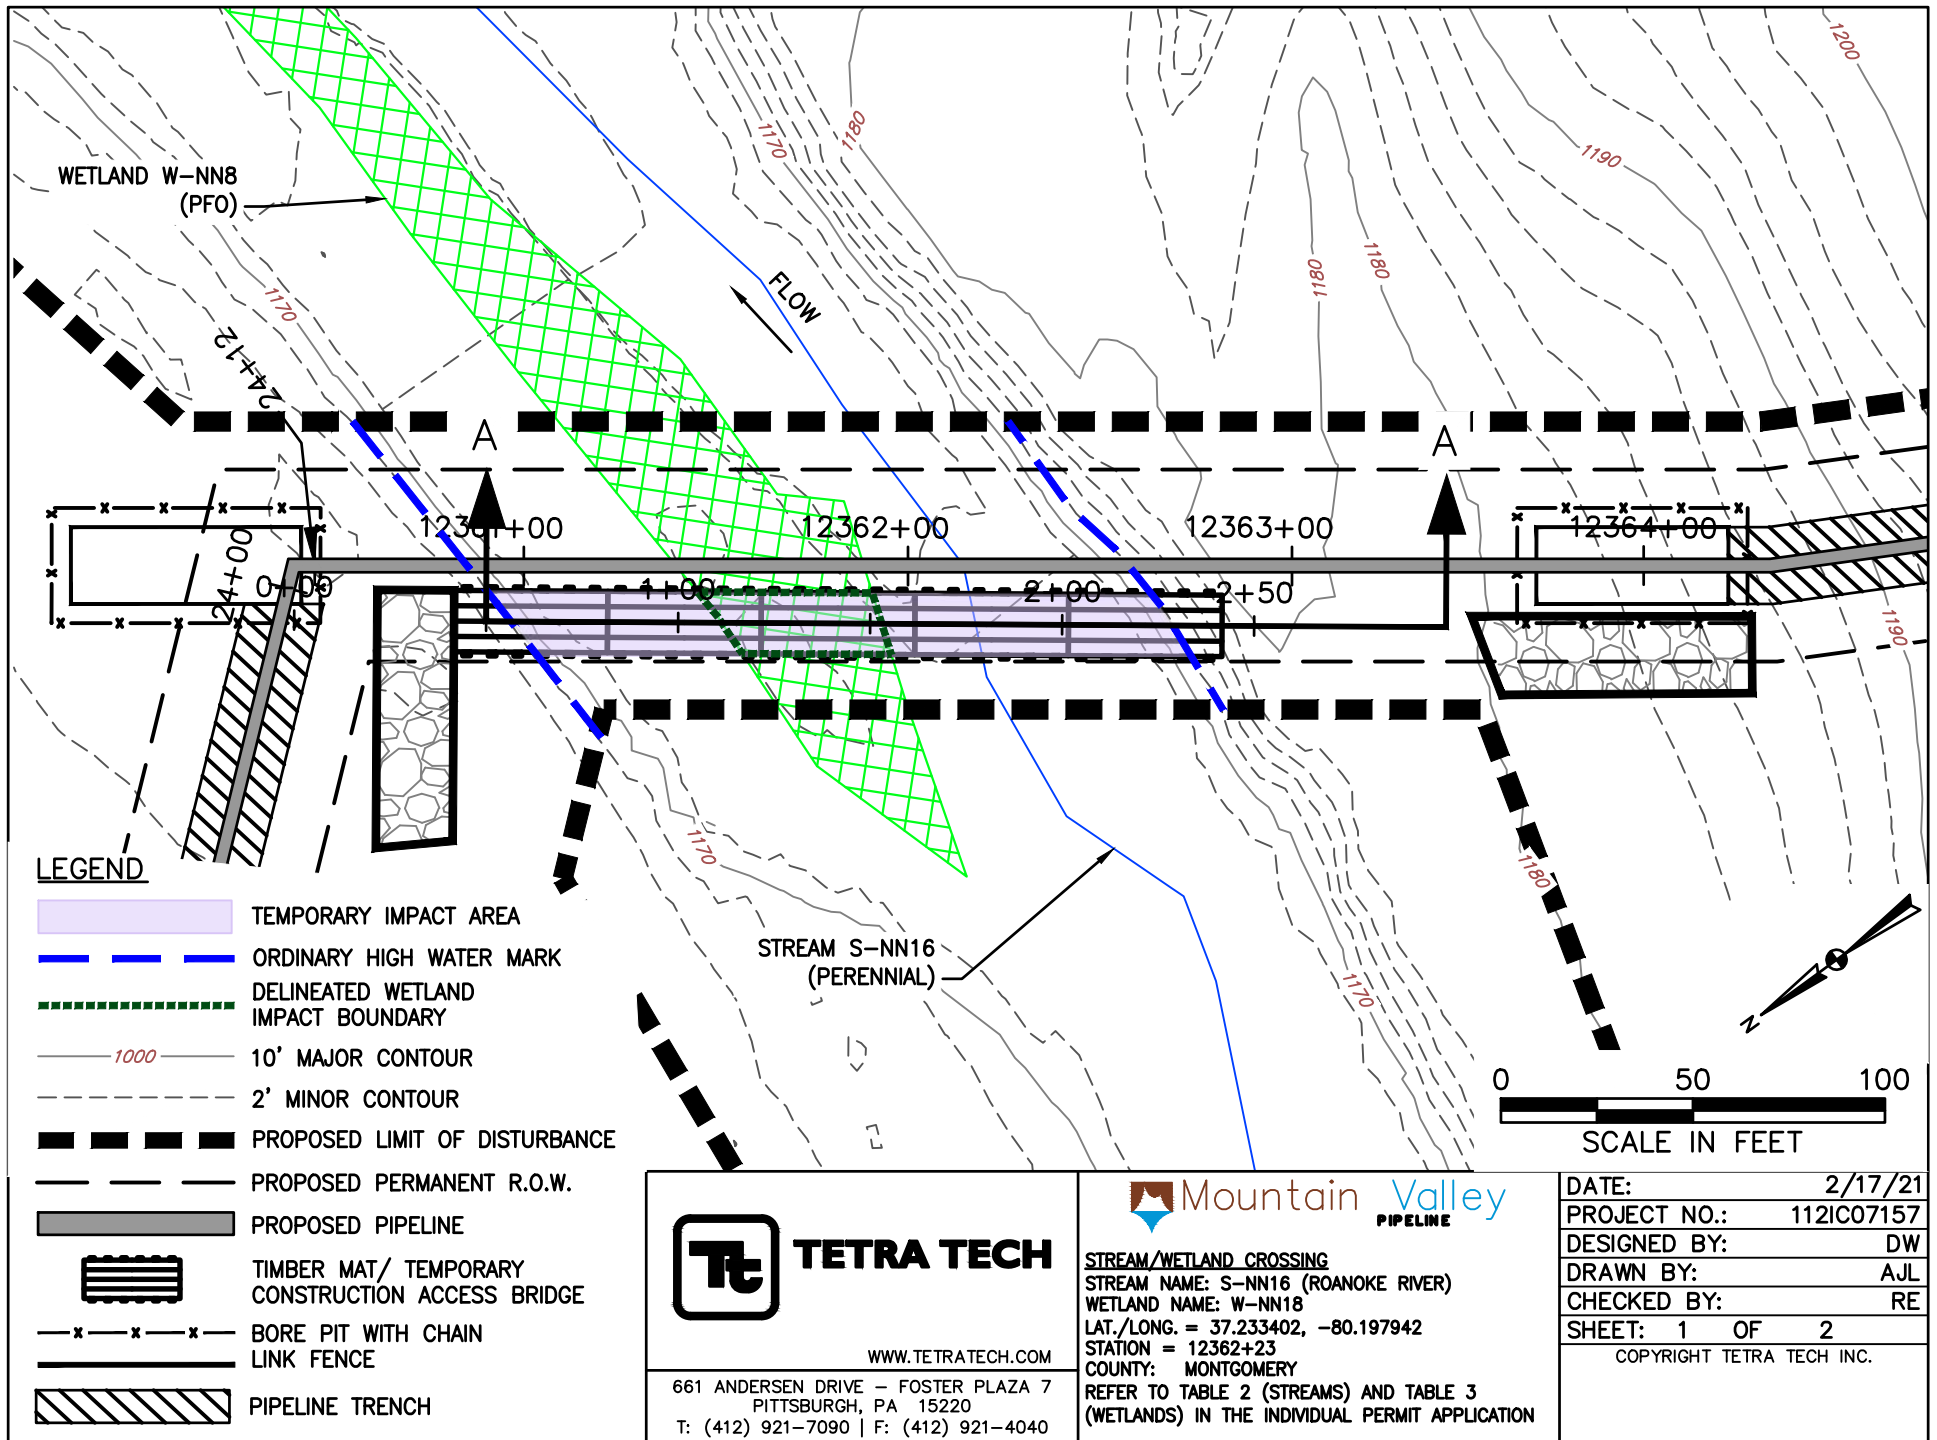 1200
1180
1170
1190
WETLAND W-NN8
(PFO)
FLOW
1180
1180
1170
24+12
A
A
12361+00
12362+00
12363+00
12364+00
24+00
0+00
1+00
2+00
2+50
1190
1170
1180
STREAM S-NN16
(PERENNIAL)
1170
N
LEGEND
TEMPORARY IMPACT AREA
ORDINARY HIGH WATER MARK
DELINEATED WETLAND
IMPACT BOUNDARY
1000
10' MAJOR CONTOUR
2' MINOR CONTOUR
PROPOSED LIMIT OF DISTURBANCE
PROPOSED PERMANENT R.O.W.
PROPOSED PIPELINE
TIMBER MAT/ TEMPORARY
CONSTRUCTION ACCESS BRIDGE
BORE PIT WITH CHAIN
LINK FENCE
PIPELINE TRENCH
0 50 100
SCALE IN FEET
Tt TETRA TECH
WWW.TETRATECH.COM
661 ANDERSEN DRIVE – FOSTER PLAZA 7
PITTSBURGH, PA 15220
T: (412) 921-7090 | F: (412) 921-4040
Mountain Valley
PIPELINE
STREAM/WETLAND CROSSING
STREAM NAME: S-NN16 (ROANOKE RIVER)
WETLAND NAME: W-NN18
LAT./LONG. = 37.233402, -80.197942
STATION = 12362+23
COUNTY: MONTGOMERY
REFER TO TABLE 2 (STREAMS) AND TABLE 3
(WETLANDS) IN THE INDIVIDUAL PERMIT APPLICATION
DATE: 2/17/21
PROJECT NO.: 112IC07157
DESIGNED BY: DW
DRAWN BY: AJL
CHECKED BY: RE
SHEET: 1 OF 2
COPYRIGHT TETRA TECH INC.